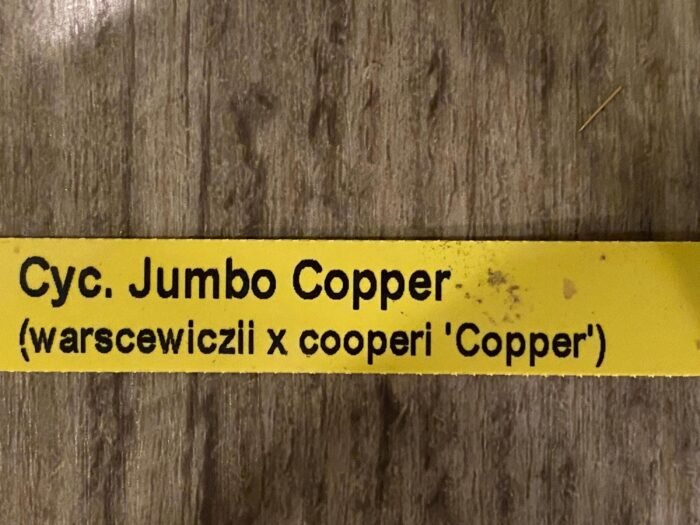 Cyc. Jumbo Copper
(warscewiczii x cooperi 'Copper')